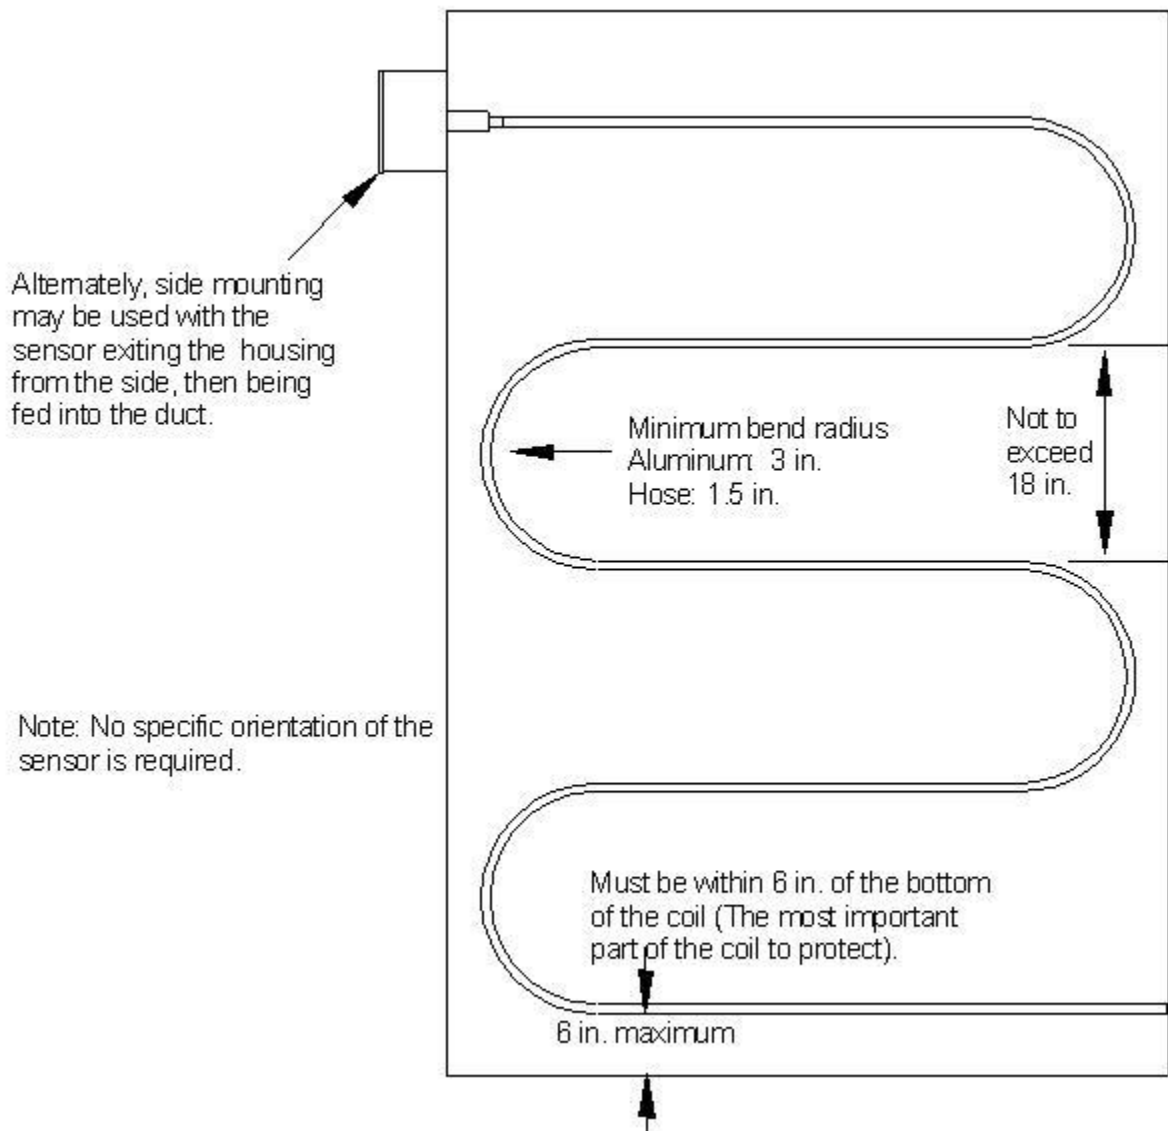 Alternately, side mounting
may be used with the
sensor exiting the housing
from the side, then being
fed into the duct.
Minimum bend radius
Aluminum: 3 in.
Hose: 1.5 in.
Not to
exceed
18 in.
Note: No specific orientation of the
sensor is required.
Must be within 6 in. of the bottom
of the coil (The most important
part of the coil to protect).
6 in. maximum